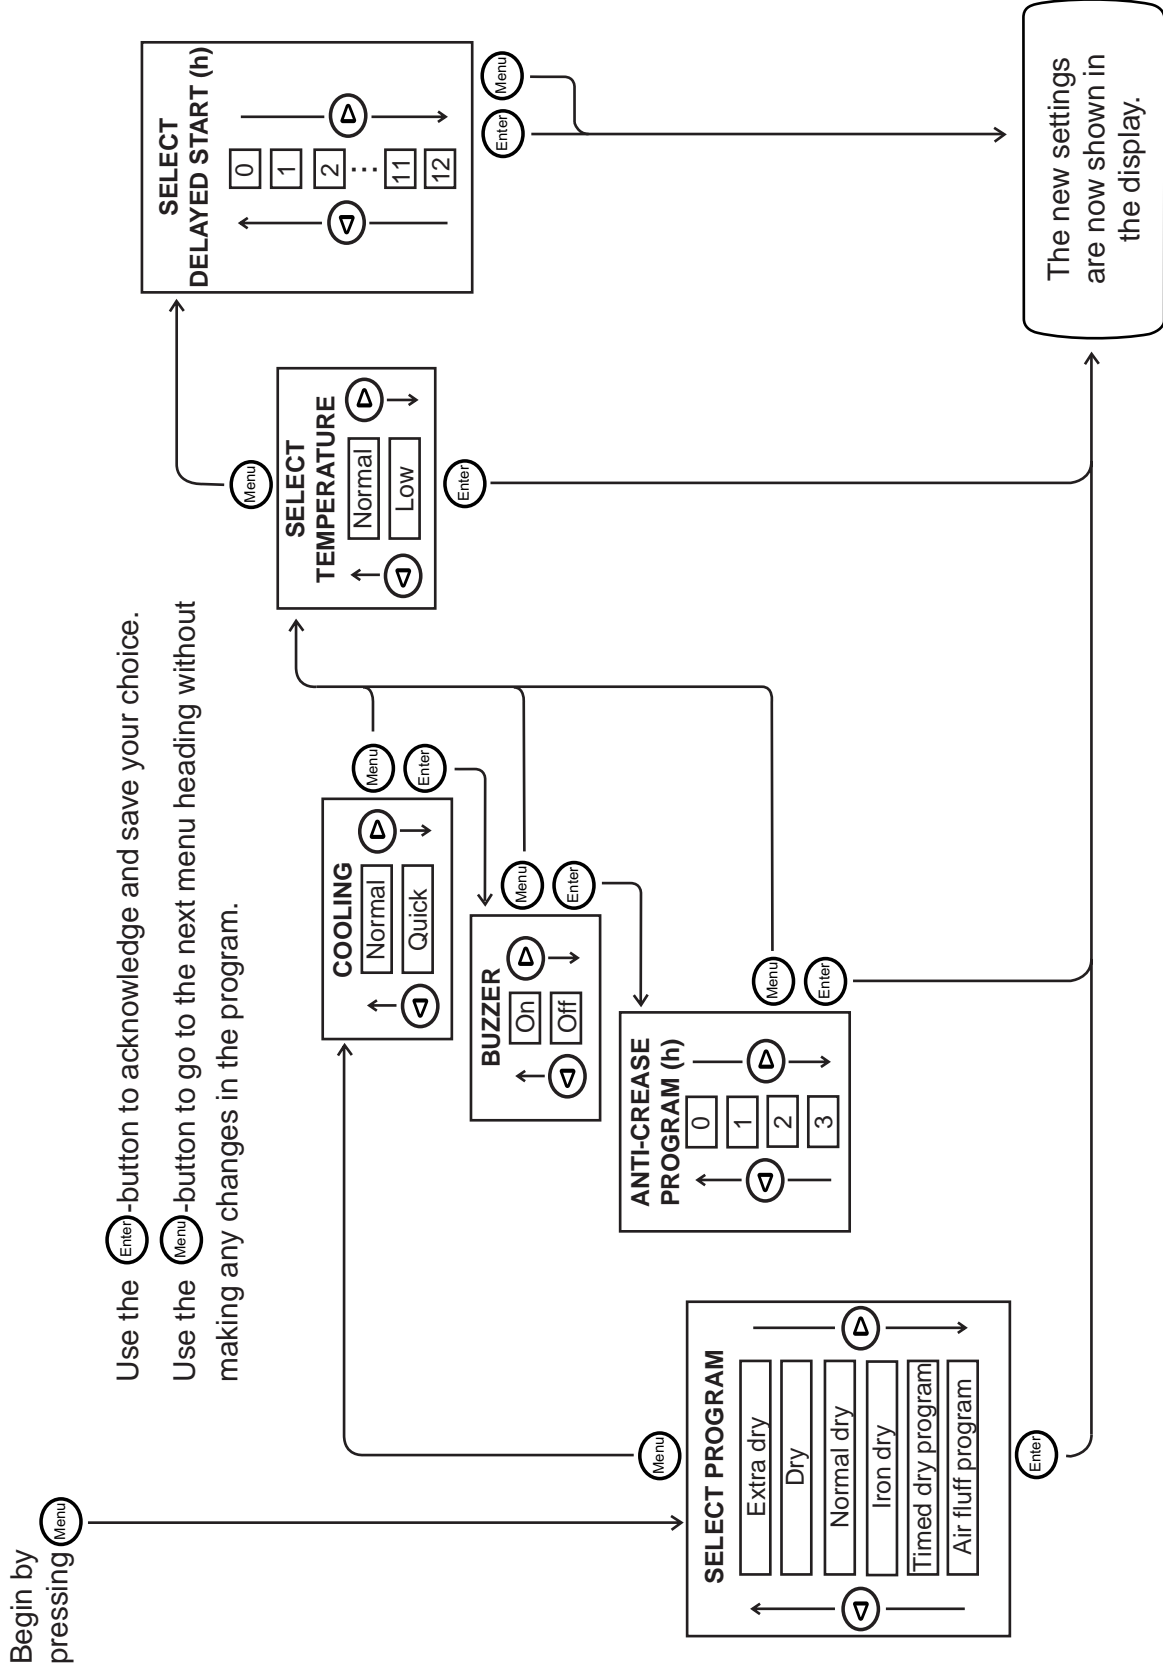 Begin by
pressing Menu
Use the Enter -button to acknowledge and save your choice.
Use the Menu -button to go to the next menu heading without
making any changes in the program.
Menu
SELECT PROGRAM
Extra dry
Dry
Normal dry
Iron dry
Timed dry program
Air fluff program
Enter
COOLING
Normal
Quick
Menu
Enter
BUZZER
On
Off
Menu
Enter
ANTI-CREASE
PROGRAM (h)
0
1
2
3
Menu
Enter
Menu
SELECT
TEMPERATURE
Normal
Low
Enter
SELECT
DELAYED START (h)
0
1
2
...
11
12
Enter
Menu
The new settings
are now shown in
the display.